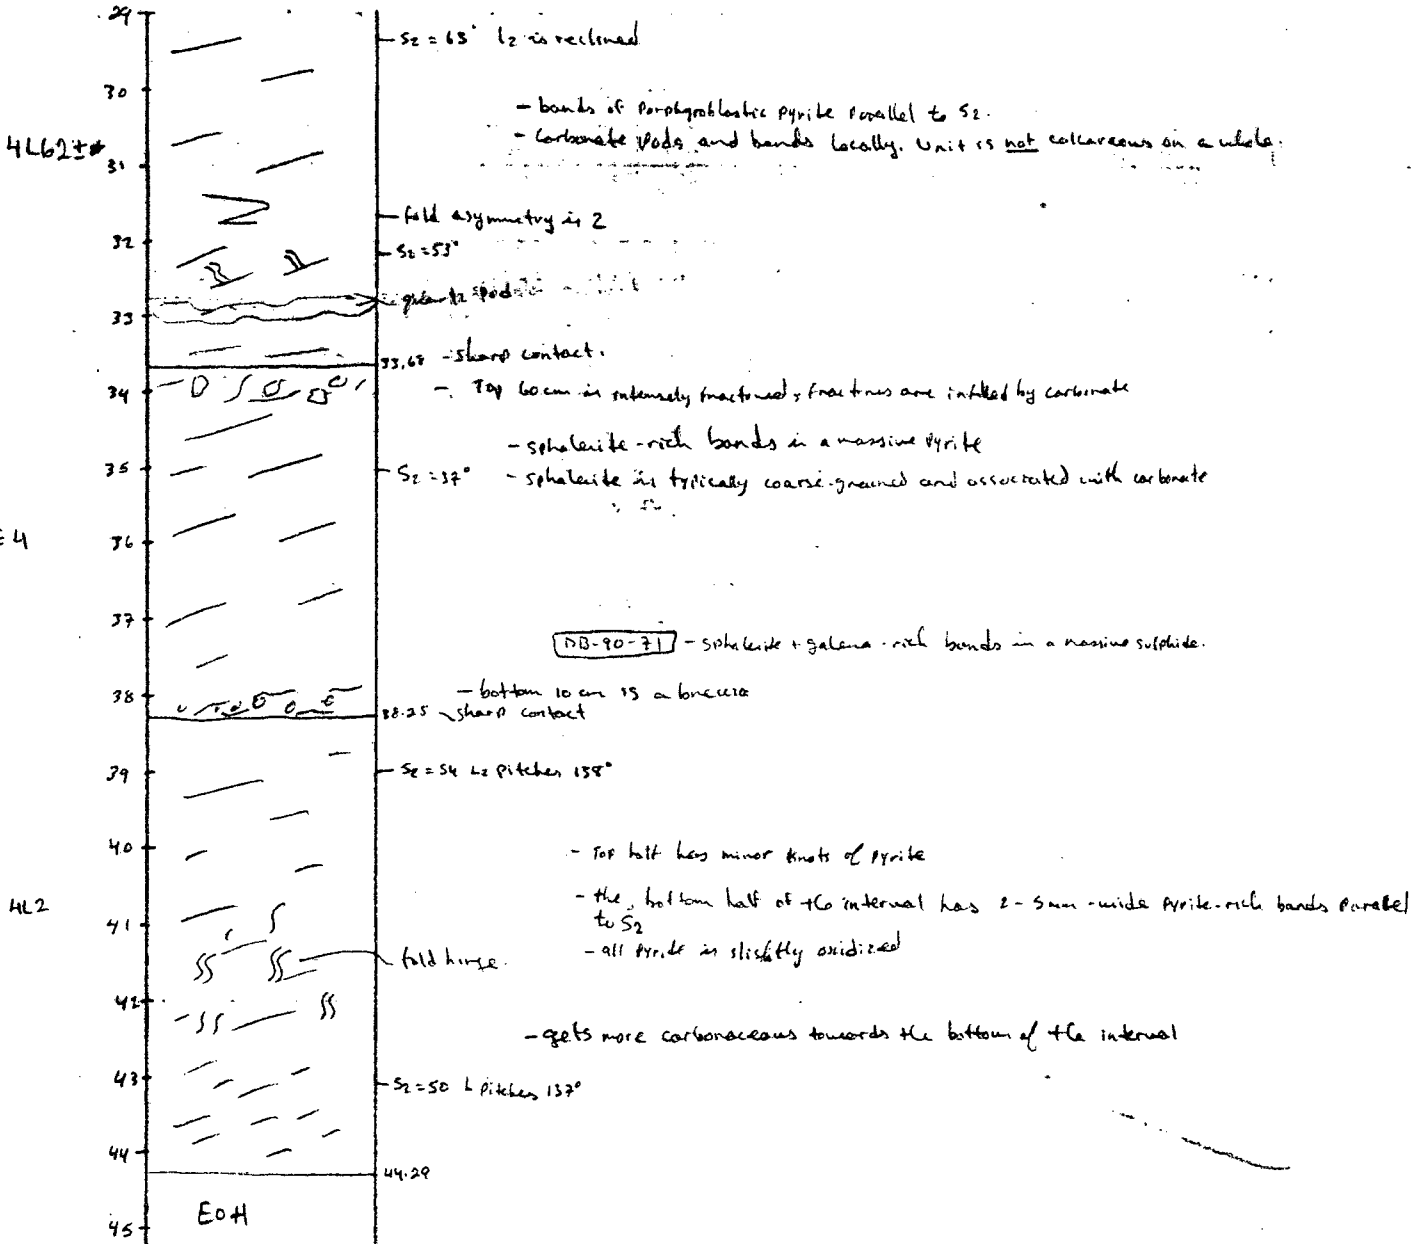 29
S2 = 63° L2 is reclined
30
- bands of Porphyroblastic Pyrite Parallel to S2.
4L62±*
- Carbonate Pods and bands locally. Unit is not calcareous on a whole.
31
- fold asymmetry is Z
32
S2 = 53°
quartz Pod
33
33.68 - sharp contact.
34
- Top 60 cm is intensely fractured, fractures are infilled by carbonate
- sphalerite-rich bands in a massive Pyrite
35
S2 = 37° - sphalerite is typically coarse-grained and associated with carbonate
E4
36
37
DB-90-71 - sphalerite + galena-rich bands in a massive sulphide.
38
- bottom 10 cm is a breccia
38.25 sharp contact
39
S2 = 54 L2 Pitches 138°
40
- Top half has minor knots of Pyrite
4L2
- the bottom half of the interval has 2-5mm-wide Pyrite-rich bands Parallel
41
to S2
- all Pyrite is slightly oxidized
fold hinge.
42
- gets more carbonaceous towards the bottom of the interval
43
S2 = 50 L Pitches 137°
44
44.29
EOH
45